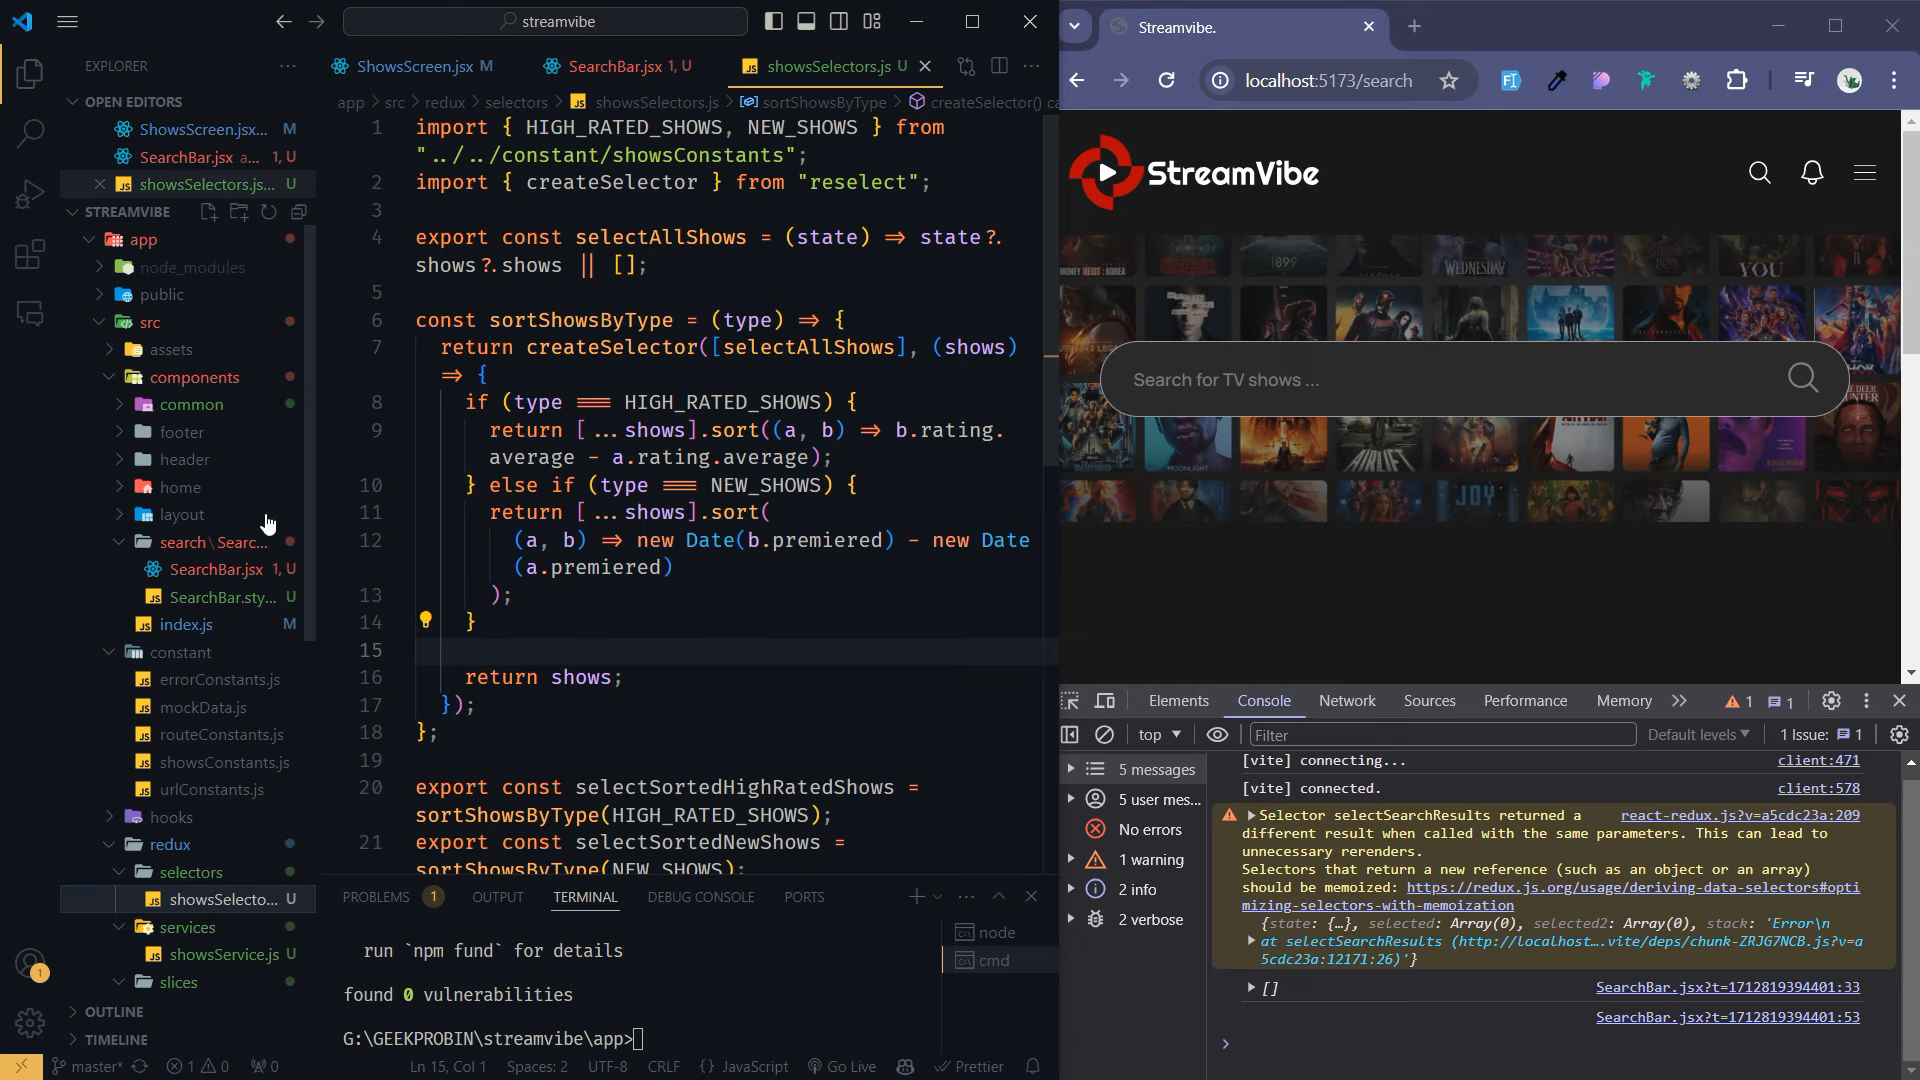 streamvibe
EXPLORER
OPEN EDITORS
ShowsScreen.jsx... M
SearchBar.jsx a... 1, U
showsSelectors.js... U
STREAMVIBE
app
node_modules
public
src
assets
components
common
footer
header
home
layout
search\Searc...
SearchBar.jsx 1, U
SearchBar.sty... U
index.js M
constant
errorConstants.js
mockData.js
routeConstants.js
showsConstants.js
urlConstants.js
hooks
redux
selectors
showsSelecto... U
services
showsService.js U
slices
OUTLINE
TIMELINE
ShowsScreen.jsx M
SearchBar.jsx 1, U
showsSelectors.js U
app > src > redux > selectors > showsSelectors.js > sortShowsByType > createSelector() ca
1 import { HIGH_RATED_SHOWS, NEW_SHOWS } from
"../../constant/showsConstants";
2 import { createSelector } from "reselect";
3
4 export const selectAllShows = (state) => state?.
shows?.shows || [];
5
6 const sortShowsByType = (type) => {
7 return createSelector([selectAllShows], (shows)
=> {
8 if (type === HIGH_RATED_SHOWS) {
9 return [...shows].sort((a, b) => b.rating.
average - a.rating.average);
10 } else if (type === NEW_SHOWS) {
11 return [...shows].sort(
12 (a, b) => new Date(b.premiered) - new Date
(a.premiered)
13 );
14 }
15
16 return shows;
17 });
18 };
19
20 export const selectSortedHighRatedShows =
sortShowsByType(HIGH_RATED_SHOWS);
21 export const selectSortedNewShows =
sortShowsByType(NEW_SHOWS);
PROBLEMS 1 OUTPUT TERMINAL DEBUG CONSOLE PORTS
run `npm fund` for details
found 0 vulnerabilities
G:\GEEKPROBIN\streamvibe\app>
node
cmd
1
master* 1 0 0 Ln 15, Col 1 Spaces: 2 UTF-8 CRLF {} JavaScript Go Live Prettier
Streamvibe.
localhost:5173/search
StreamVibe
1899
WEDNESDAY
YOU
Search for TV shows ...
MOONLIGHT
AIRLIFT
SEVEN
JOY
Elements Console Network Sources Performance Memory 1 1
top Filter Default levels 1 Issue: 1
5 messages
5 user mes...
No errors
1 warning
2 info
2 verbose
[vite] connecting... client:471
[vite] connected. client:578
Selector selectSearchResults returned a react-redux.js?v=a5cdc23a:209
different result when called with the same parameters. This can lead to
unnecessary rerenders.
Selectors that return a new reference (such as an object or an array)
should be memoized: https://redux.js.org/usage/deriving-data-selectors#opti
mizing-selectors-with-memoization
{state: {…}, selected: Array(0), selected2: Array(0), stack: 'Error\n
at selectSearchResults (http://localhost….vite/deps/chunk-ZRJG7NCB.js?v=a
5cdc23a:12171:26)'}
[] SearchBar.jsx?t=1712819394401:33
SearchBar.jsx?t=1712819394401:53